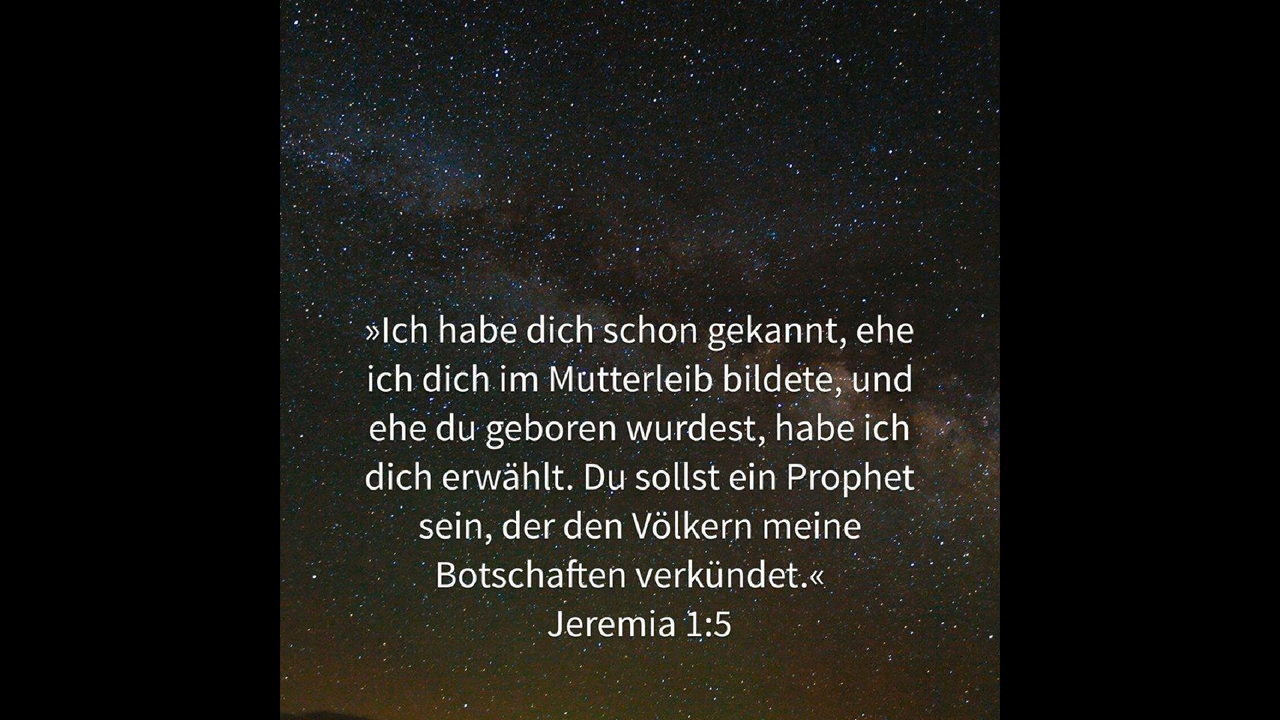 »Ich habe dich schon gekannt, ehe
ich dich im Mutterleib bildete, und
ehe du geboren wurdest, habe ich
dich erwählt. Du sollst ein Prophet
sein, der den Völkern meine
Botschaften verkündet.«
Jeremia 1:5